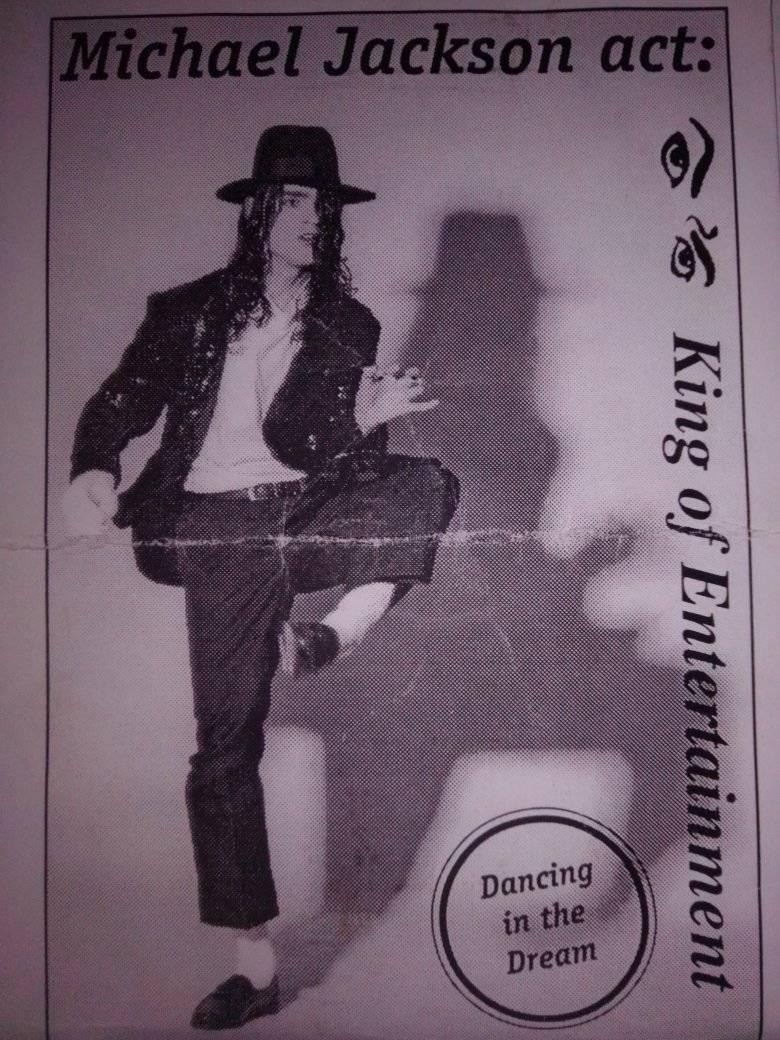 Michael Jackson act:
King of Entertainment
Dancing
in the
Dream